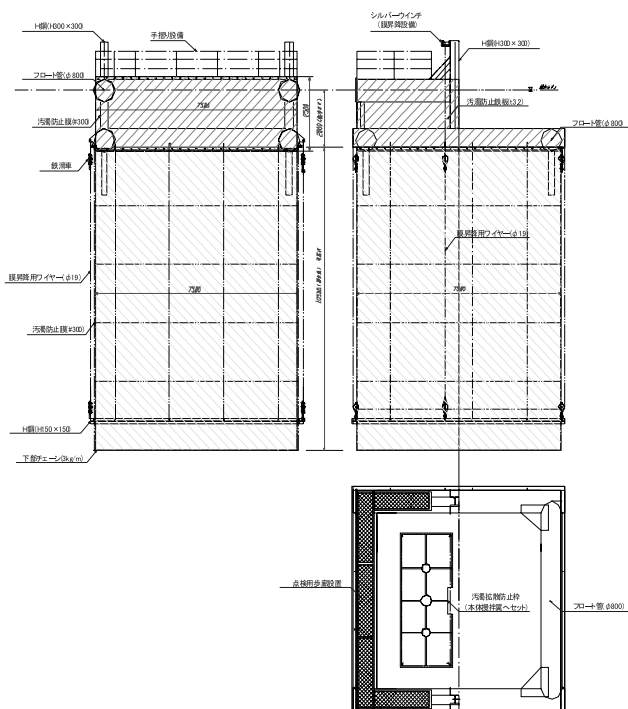 H鋼(H300×300)
手摺り設備
フロート管(φ800)
汚濁防止膜(#300)
鉄滑車
膜昇降用ワイヤー(φ19)
汚濁防止膜(#300)
H鋼(H150×150)
下部チェーン(3kg/m)
シルバーウインチ
(膜昇降設備)
H鋼(H300×300)
汚濁防止鉄板(t3.2)
フロート管(φ800)
膜昇降用ワイヤー(φ19)
点検用歩廊設置
汚濁拡散防止枠
(本体撹拌翼へセット)
フロート管(φ800)